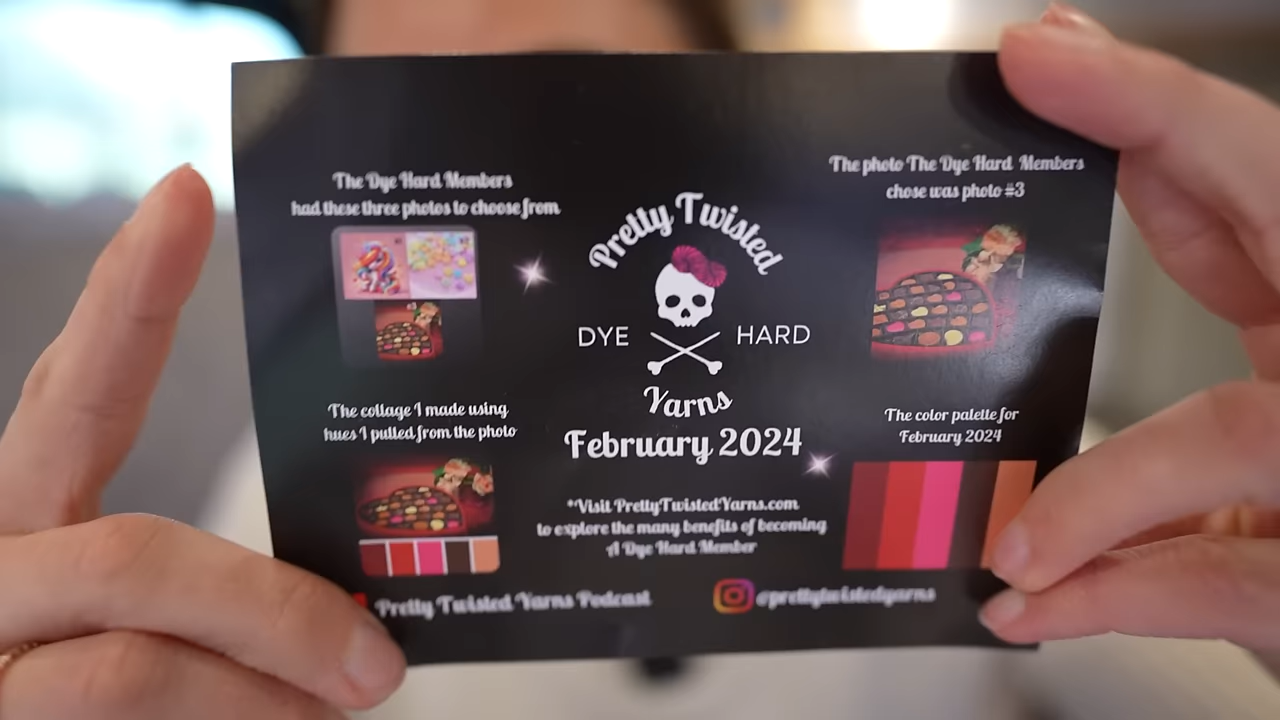 The Dye Hard Members
had these three photos to choose from
The collage I made using
hues I pulled from the photo
Pretty Twisted
DYE HARD
Yarns
February 2024
*Visit PrettyTwistedYarns.com
to explore the many benefits of becoming
A Dye Hard Member
The photo The Dye Hard Members
chose was photo #3
The color palette for
February 2024
Pretty Twisted Yarns Podcast
@prettytwistedyarns